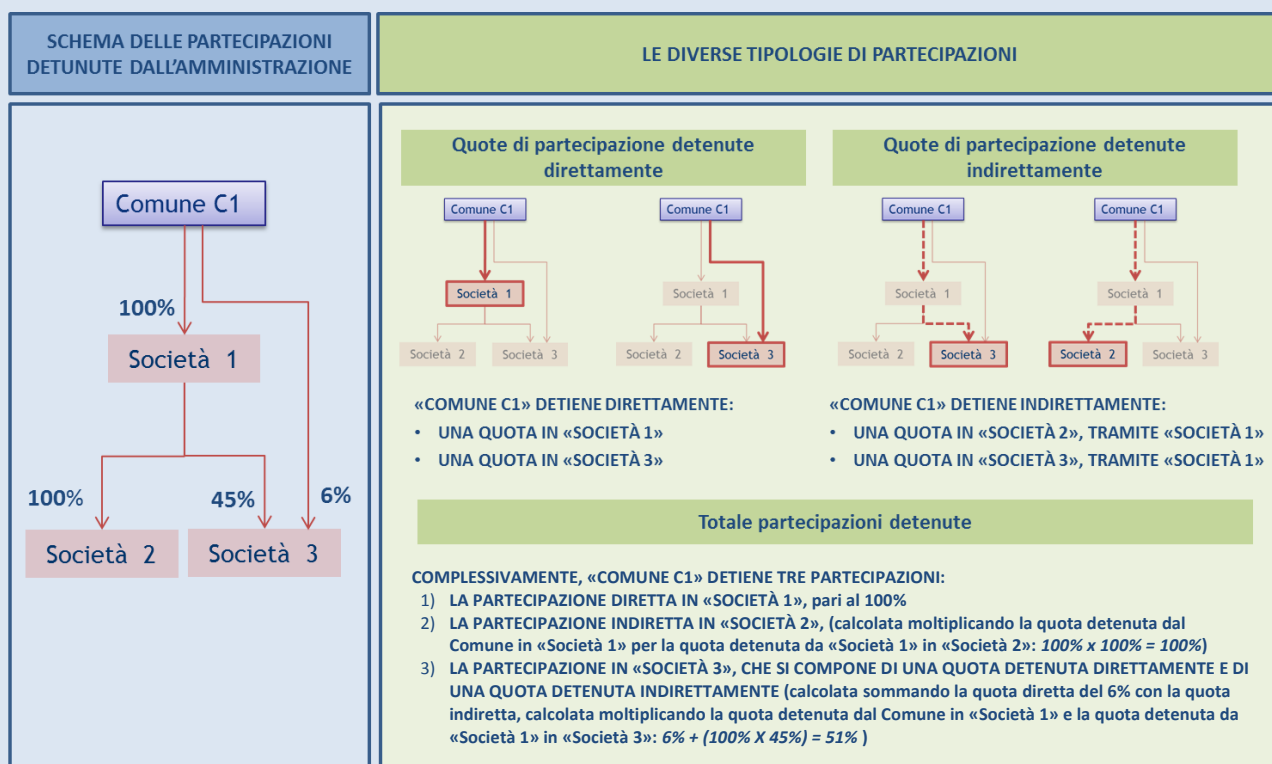 SCHEMA DELLE PARTECIPAZIONI
DETUNUTE DALL'AMMINISTRAZIONE
LE DIVERSE TIPOLOGIE DI PARTECIPAZIONI
Comune C1
100%
Società 1
100%
45%
6%
Società 2
Società 3
Quote di partecipazione detenute
direttamente
Comune C1
Società 1
Società 2
Società 3
Comune C1
Società 1
Società 2
Società 3
«COMUNE C1» DETIENE DIRETTAMENTE:
• UNA QUOTA IN «SOCIETÀ 1»
• UNA QUOTA IN «SOCIETÀ 3»
Quote di partecipazione detenute
indirettamente
Comune C1
Società 1
Società 2
Società 3
Comune C1
Società 1
Società 2
Società 3
«COMUNE C1» DETIENE INDIRETTAMENTE:
• UNA QUOTA IN «SOCIETÀ 2», TRAMITE «SOCIETÀ 1»
• UNA QUOTA IN «SOCIETÀ 3», TRAMITE «SOCIETÀ 1»
Totale partecipazioni detenute
COMPLESSIVAMENTE, «COMUNE C1» DETIENE TRE PARTECIPAZIONI:
1) LA PARTECIPAZIONE DIRETTA IN «SOCIETÀ 1», pari al 100%
2) LA PARTECIPAZIONE INDIRETTA IN «SOCIETÀ 2», (calcolata moltiplicando la quota detenuta dal
Comune in «Società 1» per la quota detenuta da «Società 1» in «Società 2»: 100% x 100% = 100%)
3) LA PARTECIPAZIONE IN «SOCIETÀ 3», CHE SI COMPONE DI UNA QUOTA DETENUTA DIRETTAMENTE E DI
UNA QUOTA DETENUTA INDIRETTAMENTE (calcolata sommando la quota diretta del 6% con la quota
indiretta, calcolata moltiplicando la quota detenuta dal Comune in «Società 1» e la quota detenuta da
«Società 1» in «Società 3»: 6% + (100% X 45%) = 51% )